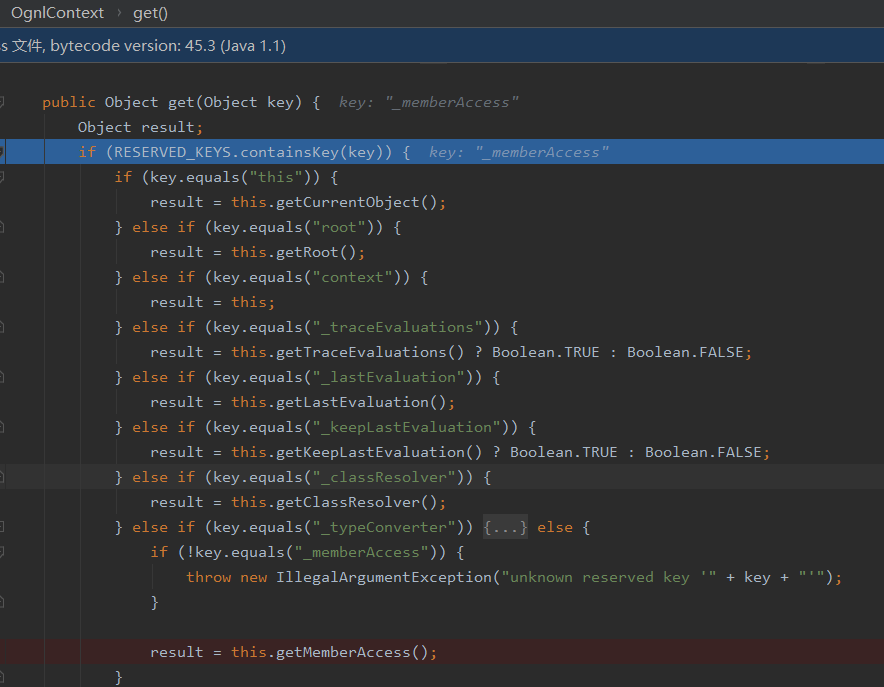 OgnlContext › get()
s 文件, bytecode version: 45.3 (Java 1.1)
public Object get(Object key) {  key: "_memberAccess"
Object result;
if (RESERVED_KEYS.containsKey(key)) {  key: "_memberAccess"
if (key.equals("this")) {
result = this.getCurrentObject();
} else if (key.equals("root")) {
result = this.getRoot();
} else if (key.equals("context")) {
result = this;
} else if (key.equals("_traceEvaluations")) {
result = this.getTraceEvaluations() ? Boolean.TRUE : Boolean.FALSE;
} else if (key.equals("_lastEvaluation")) {
result = this.getLastEvaluation();
} else if (key.equals("_keepLastEvaluation")) {
result = this.getKeepLastEvaluation() ? Boolean.TRUE : Boolean.FALSE;
} else if (key.equals("_classResolver")) {
result = this.getClassResolver();
} else if (key.equals("_typeConverter")) {...} else {
if (!key.equals("_memberAccess")) {
throw new IllegalArgumentException("unknown reserved key '" + key + "'");
}
result = this.getMemberAccess();
}